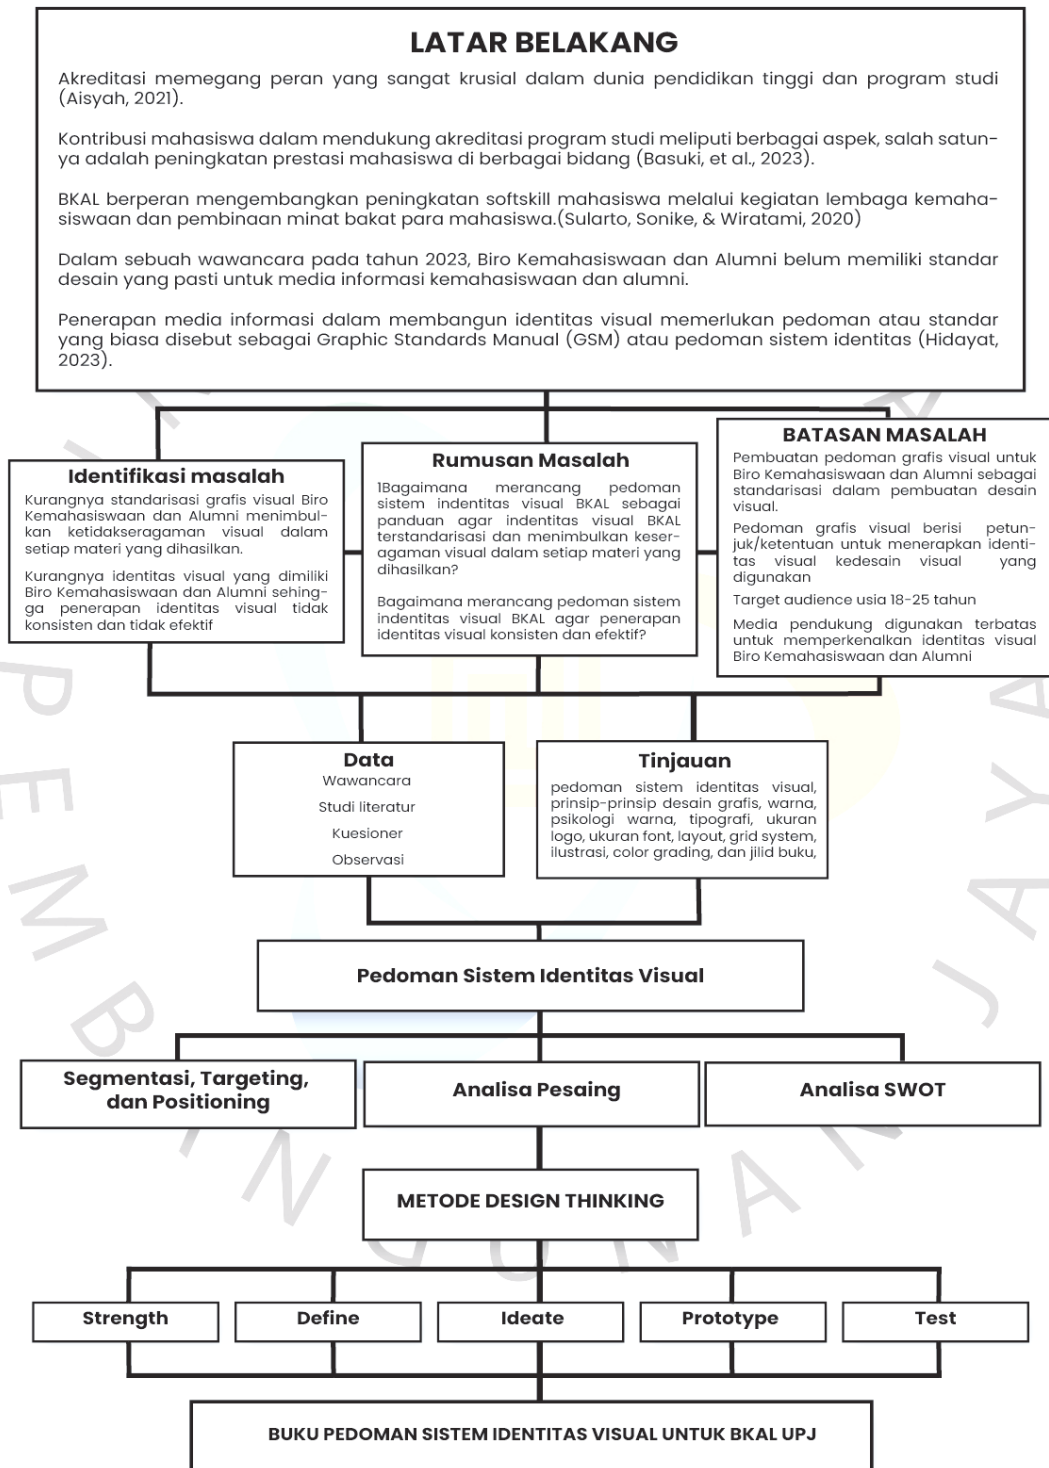 LATAR BELAKANG
Akreditasi memegang peran yang sangat krusial dalam dunia pendidikan tinggi dan program studi
(Aisyah, 2021).
Kontribusi mahasiswa dalam mendukung akreditasi program studi meliputi berbagai aspek, salah satun-
ya adalah peningkatan prestasi mahasiswa di berbagai bidang (Basuki, et al., 2023).
BKAL berperan mengembangkan peningkatan softskill mahasiswa melalui kegiatan lembaga kemaha-
siswaan dan pembinaan minat bakat para mahasiswa.(Sularto, Sonike, & Wiratami, 2020)
Dalam sebuah wawancara pada tahun 2023, Biro Kemahasiswaan dan Alumni belum memiliki standar
desain yang pasti untuk media informasi kemahasiswaan dan alumni.
Penerapan media informasi dalam membangun identitas visual memerlukan pedoman atau standar
yang biasa disebut sebagai Graphic Standards Manual (GSM) atau pedoman sistem identitas (Hidayat,
2023).
Identifikasi masalah
Kurangnya standarisasi grafis visual Biro
Kemahasiswaan dan Alumni menimbul-
kan ketidakseragaman visual dalam
setiap materi yang dihasilkan.
Kurangnya identitas visual yang dimiliki
Biro Kemahasiswaan dan Alumni sehing-
ga penerapan identitas visual tidak
konsisten dan tidak efektif
Rumusan Masalah
1Bagaimana merancang pedoman
sistem indentitas visual BKAL sebagai
panduan agar indentitas visual BKAL
terstandarisasi dan menimbulkan keser-
agaman visual dalam setiap materi yang
dihasilkan?
Bagaimana merancang pedoman sistem
indentitas visual BKAL agar penerapan
identitas visual konsisten dan efektif?
BATASAN MASALAH
Pembuatan pedoman grafis visual untuk
Biro Kemahasiswaan dan Alumni sebagai
standarisasi dalam pembuatan desain
visual.
Pedoman grafis visual berisi petun-
juk/ketentuan untuk menerapkan identi-
tas visual kedesain visual yang
digunakan
Target audience usia 18-25 tahun
Media pendukung digunakan terbatas
untuk memperkenalkan identitas visual
Biro Kemahasiswaan dan Alumni
Data
Wawancara
Studi literatur
Kuesioner
Observasi
Tinjauan
pedoman sistem identitas visual,
prinsip-prinsip desain grafis, warna,
psikologi warna, tipografi, ukuran
logo, ukuran font, layout, grid system,
ilustrasi, color grading, dan jilid buku,
Pedoman Sistem Identitas Visual
Segmentasi, Targeting,
dan Positioning
Analisa Pesaing
Analisa SWOT
METODE DESIGN THINKING
Strength
Define
Ideate
Prototype
Test
BUKU PEDOMAN SISTEM IDENTITAS VISUAL UNTUK BKAL UPJ
PEMBANGUNAN JAYA